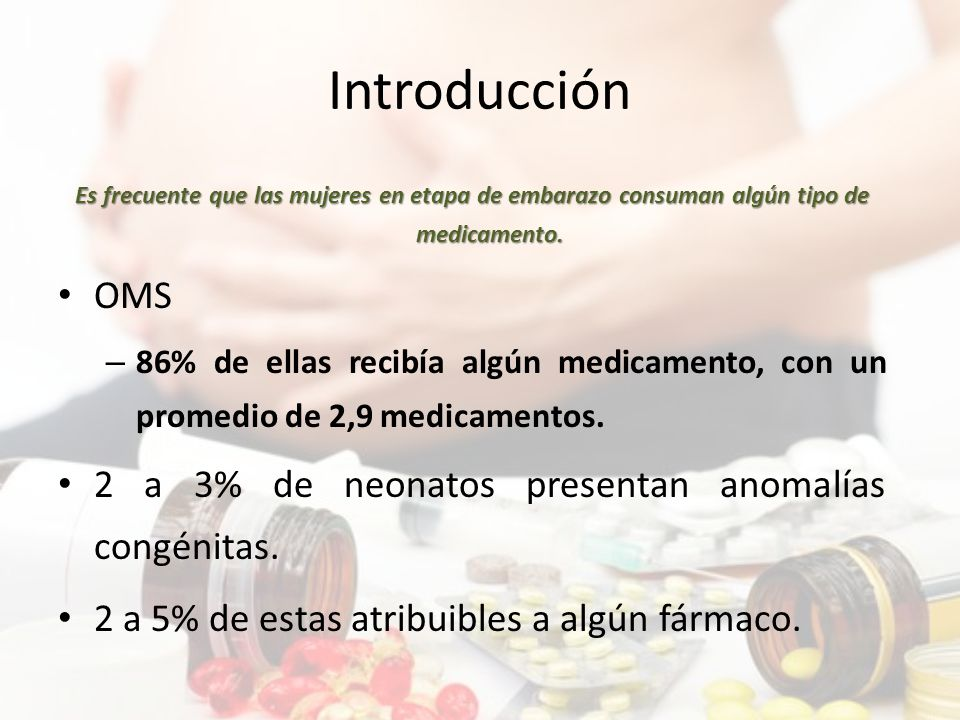 Introducción
Es frecuente que las mujeres en etapa de embarazo consuman algún tipo de
medicamento.
• OMS
– 86% de ellas recibía algún medicamento, con un
promedio de 2,9 medicamentos.
• 2 a 3% de neonatos presentan anomalías
congénitas.
• 2 a 5% de estas atribuibles a algún fármaco.